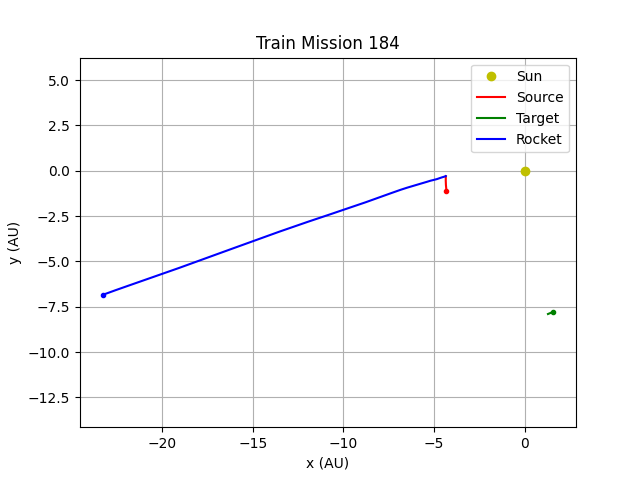 Train Mission 184
Sun
Source
Target
Rocket
5.0
2.5
0.0
−2.5
−5.0
−7.5
−10.0
−12.5
y (AU)
−20
−15
−10
−5
0
x (AU)